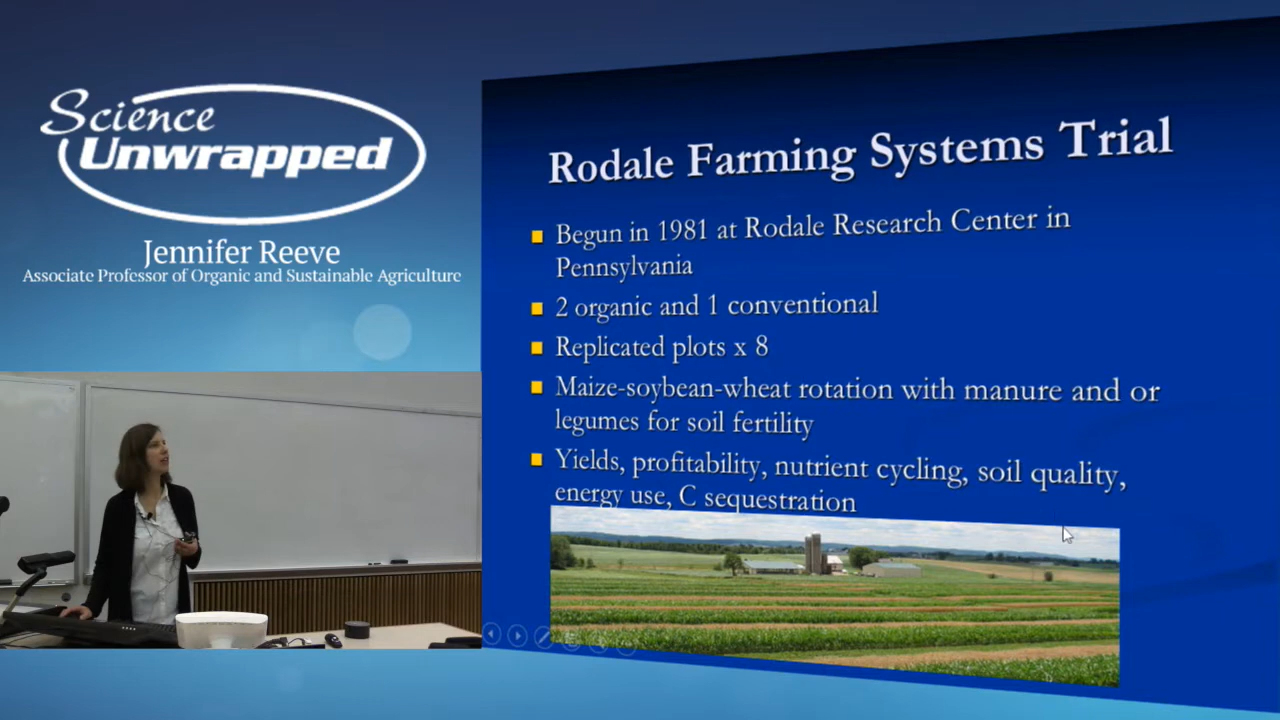 Science
Unwrapped
Jennifer Reeve
Associate Professor of Organic and Sustainable Agriculture
Rodale Farming Systems Trial
Begun in 1981 at Rodale Research Center in
Pennsylvania
2 organic and 1 conventional
Replicated plots x 8
Maize-soybean-wheat rotation with manure and or
legumes for soil fertility
Yields, profitability, nutrient cycling, soil quality,
energy use, C sequestration